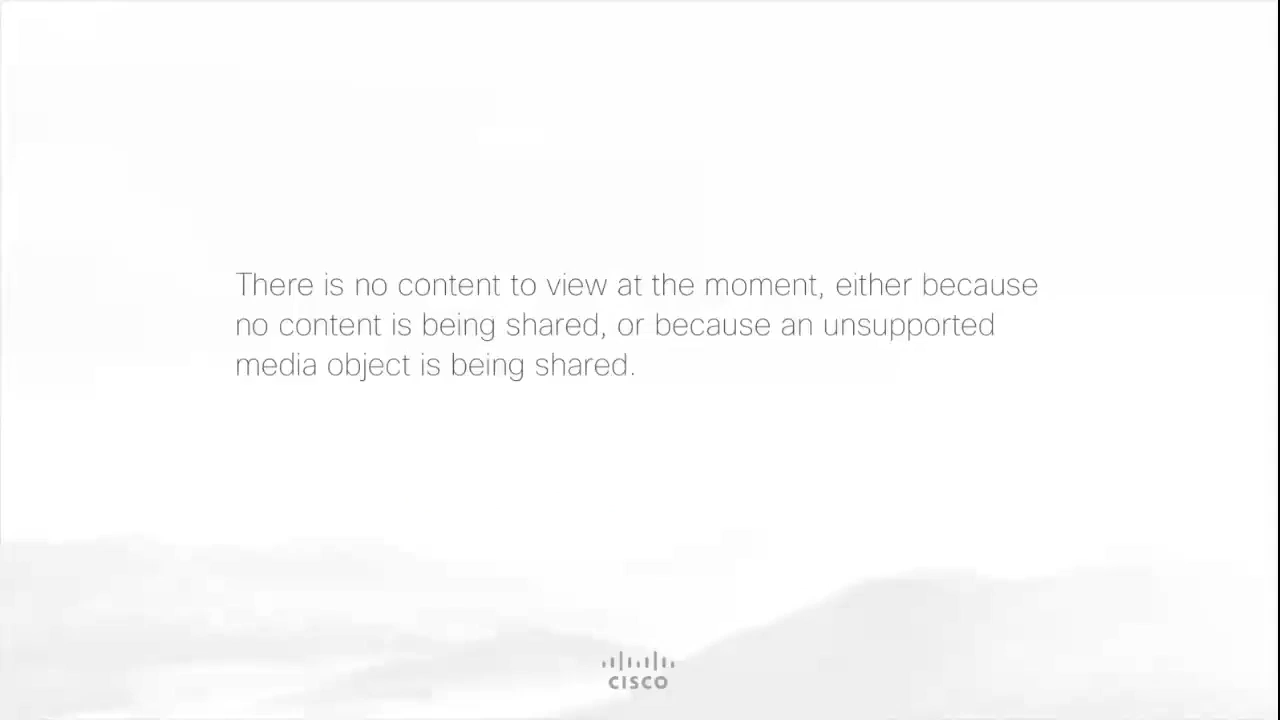 There is no content to view at the moment, either because
no content is being shared, or because an unsupported
media object is being shared.
CISCO